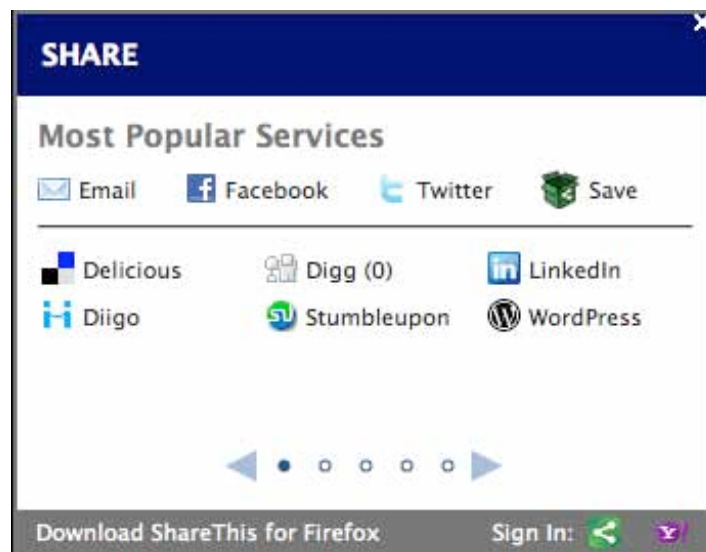 SHARE
Most Popular Services
Email Facebook Twitter Save
Delicious Digg (0) LinkedIn
Diigo Stumbleupon WordPress
Download ShareThis for Firefox Sign In: